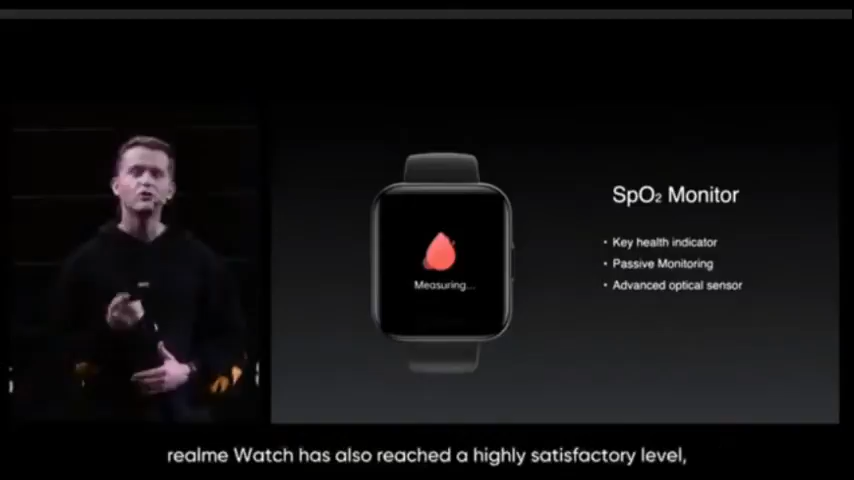 SpO₂ Monitor
• Key health indicator
• Passive Monitoring
• Advanced optical sensor
Measuring...
realme Watch has also reached a highly satisfactory level,